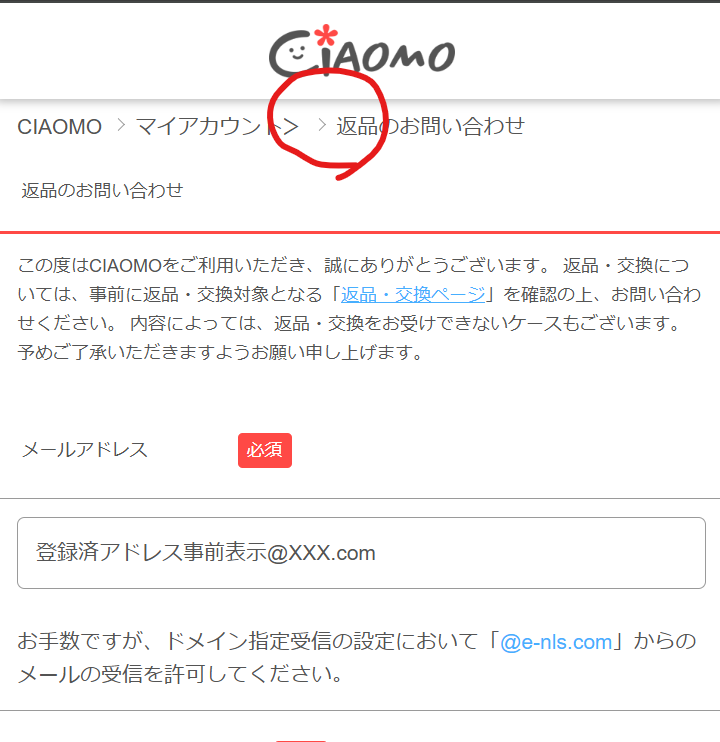 CIAOMO
CIAOMO > マイアカウント＞ > 返品のお問い合わせ
返品のお問い合わせ
この度はCIAOMOをご利用いただき、誠にありがとうございます。 返品・交換につ
いては、事前に返品・交換対象となる「返品・交換ページ」を確認の上、お問い合わ
せください。 内容によっては、返品・交換をお受けできないケースもございます。
予めご了承いただきますようお願い申し上げます。
メールアドレス 必須
登録済アドレス事前表示@XXX.com
お手数ですが、ドメイン指定受信の設定において「@e-nls.com」からの
メールの受信を許可してください。